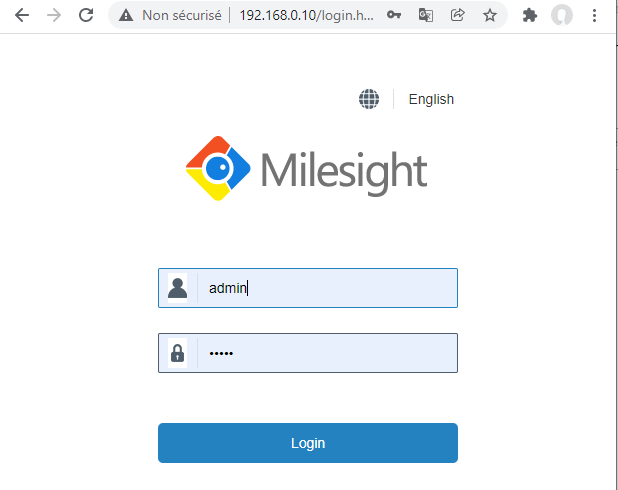 Non sécurisé 192.168.0.10/login.h...
English
Milesight
admin
•••••
Login